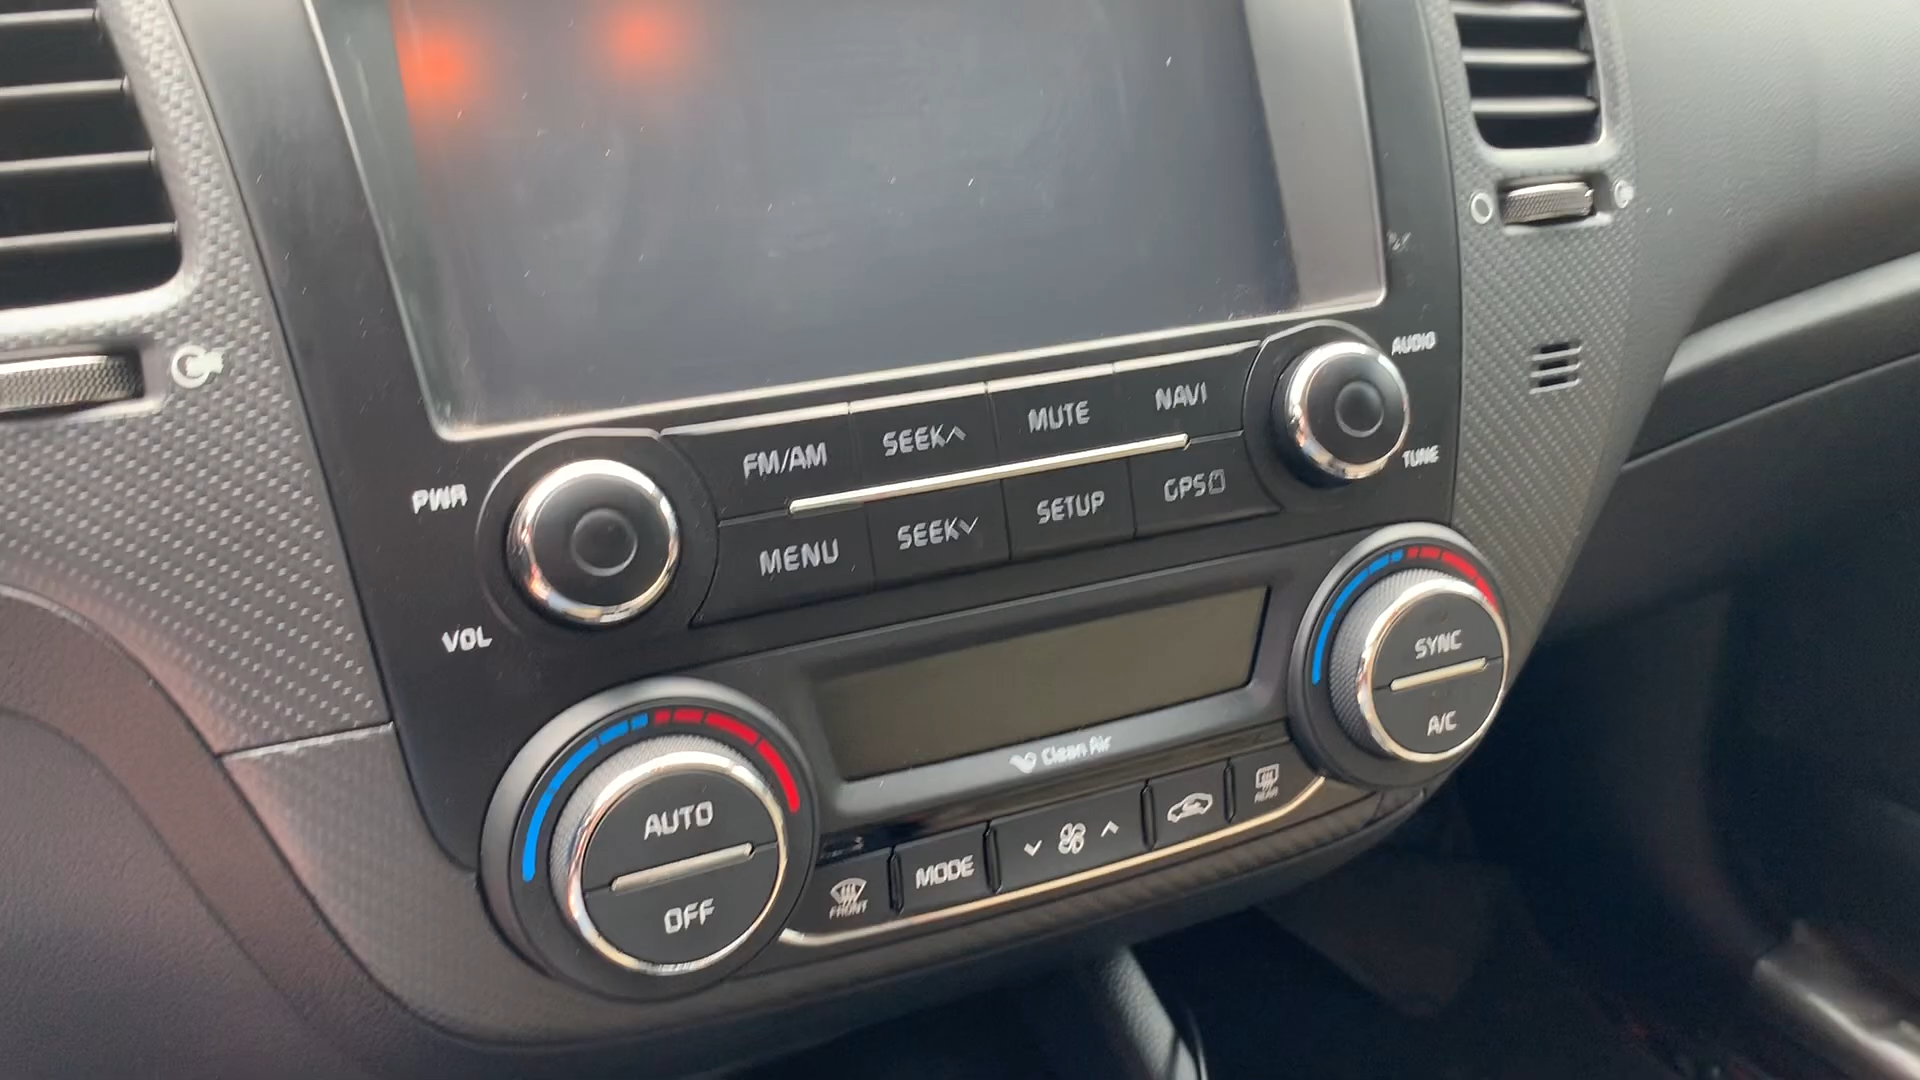 AUDIO
FM/AM SEEK∧ MUTE NAVI
PWR
TUNE
MENU SEEK∨ SETUP GPS
VOL
SYNC
A/C
Clean Air
AUTO
OFF
FRONT
MODE
REAR